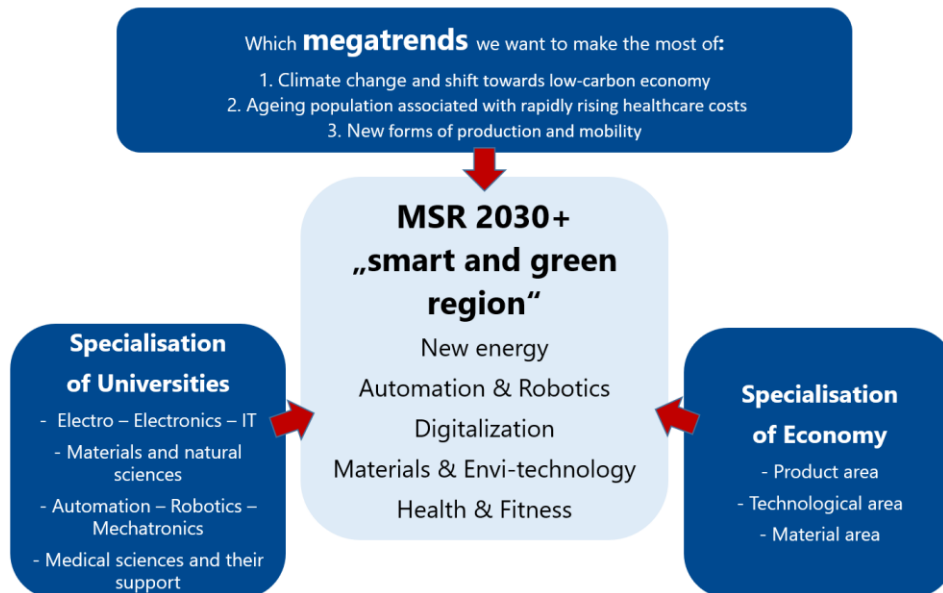 Which megatrends we want to make the most of:
1. Climate change and shift towards low-carbon economy
2. Ageing population associated with rapidly rising healthcare costs
3. New forms of production and mobility
MSR 2030+
„smart and green
region“
New energy
Automation & Robotics
Digitalization
Materials & Envi-technology
Health & Fitness
Specialisation
of Universities
- Electro – Electronics – IT
- Materials and natural
sciences
- Automation – Robotics –
Mechatronics
- Medical sciences and their
support
Specialisation
of Economy
- Product area
- Technological area
- Material area